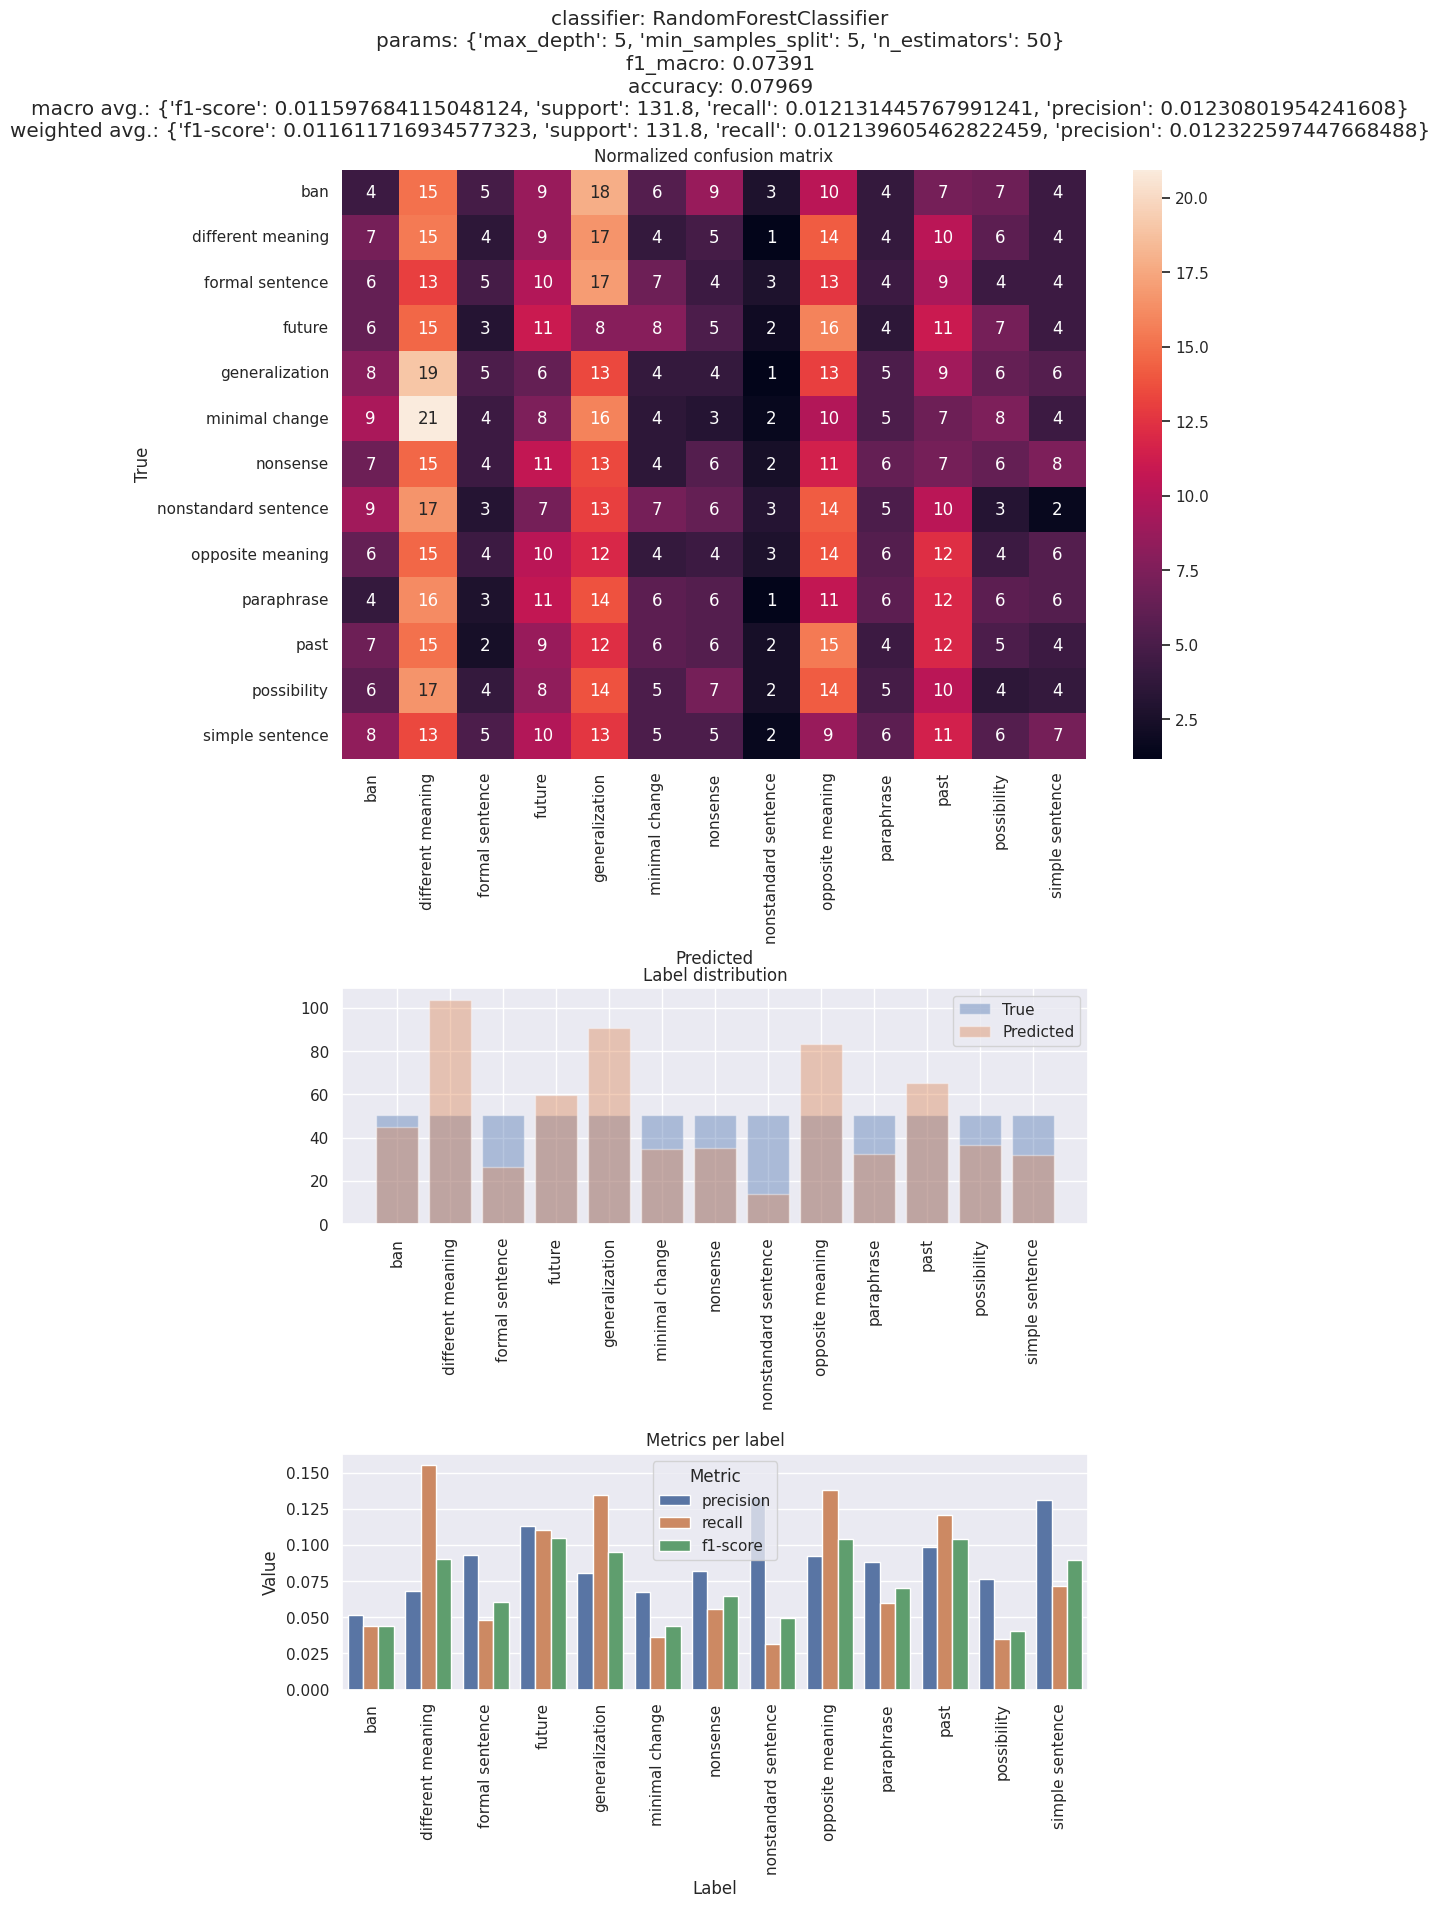 classifier: RandomForestClassifier
params: {'max_depth': 5, 'min_samples_split': 5, 'n_estimators': 50}
f1_macro: 0.07391
accuracy: 0.07969
macro avg.: {'f1-score': 0.011597684115048124, 'support': 131.8, 'recall': 0.012131445767991241, 'precision': 0.01230801954241608}
weighted avg.: {'f1-score': 0.011611716934577323, 'support': 131.8, 'recall': 0.012139605462822459, 'precision': 0.012322597447668488}
Normalized confusion matrix
True
ban 4 15 5 9 18 6 9 3 10 4 7 7 4
different meaning 7 15 4 9 17 4 5 1 14 4 10 6 4
formal sentence 6 13 5 10 17 7 4 3 13 4 9 4 4
future 6 15 3 11 8 8 5 2 16 4 11 7 4
generalization 8 19 5 6 13 4 4 1 13 5 9 6 6
minimal change 9 21 4 8 16 4 3 2 10 5 7 8 4
nonsense 7 15 4 11 13 4 6 2 11 6 7 6 8
nonstandard sentence 9 17 3 7 13 7 6 3 14 5 10 3 2
opposite meaning 6 15 4 10 12 4 4 3 14 6 12 4 6
paraphrase 4 16 3 11 14 6 6 1 11 6 12 6 6
past 7 15 2 9 12 6 6 2 15 4 12 5 4
possibility 6 17 4 8 14 5 7 2 14 5 10 4 4
simple sentence 8 13 5 10 13 5 5 2 9 6 11 6 7
20.0
17.5
15.0
12.5
10.0
7.5
5.0
2.5
ban
different meaning
formal sentence
future
generalization
minimal change
nonsense
nonstandard sentence
opposite meaning
paraphrase
past
possibility
simple sentence
Predicted
Label distribution
100
80
60
40
20
0
True
Predicted
ban
different meaning
formal sentence
future
generalization
minimal change
nonsense
nonstandard sentence
opposite meaning
paraphrase
past
possibility
simple sentence
Metrics per label
Value
0.150
0.125
0.100
0.075
0.050
0.025
0.000
Metric
precision
recall
f1-score
ban
different meaning
formal sentence
future
generalization
minimal change
nonsense
nonstandard sentence
opposite meaning
paraphrase
past
possibility
simple sentence
Label